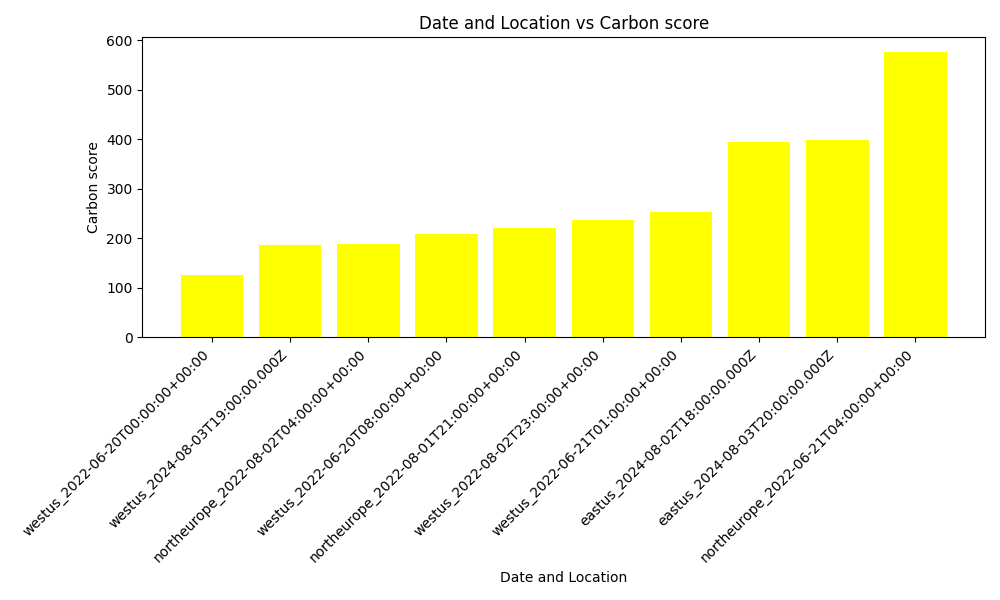 Date and Location vs Carbon score
Carbon score
600
500
400
300
200
100
0
westus_2022-06-20T00:00:00+00:00
westus_2024-08-03T19:00:00.000Z
northeurope_2022-08-02T04:00:00+00:00
westus_2022-06-20T08:00:00+00:00
northeurope_2022-08-01T21:00:00+00:00
westus_2022-08-02T23:00:00+00:00
westus_2022-06-21T01:00:00+00:00
eastus_2024-08-02T18:00:00.000Z
eastus_2024-08-03T20:00:00.000Z
northeurope_2022-06-21T04:00:00+00:00
Date and Location